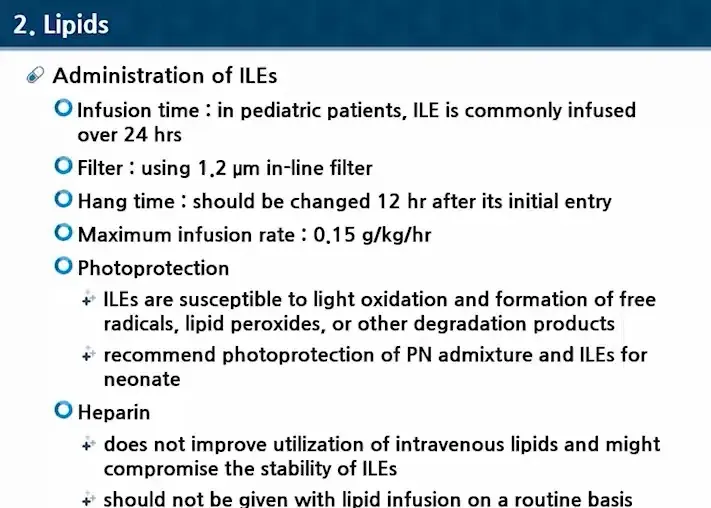 2. Lipids
Administration of ILEs
Infusion time : in pediatric patients, ILE is commonly infused
over 24 hrs
Filter : using 1.2 μm in-line filter
Hang time : should be changed 12 hr after its initial entry
Maximum infusion rate : 0.15 g/kg/hr
Photoprotection
ILEs are susceptible to light oxidation and formation of free
radicals, lipid peroxides, or other degradation products
recommend photoprotection of PN admixture and ILEs for
neonate
Heparin
does not improve utilization of intravenous lipids and might
compromise the stability of ILEs
should not be given with lipid infusion on a routine basis